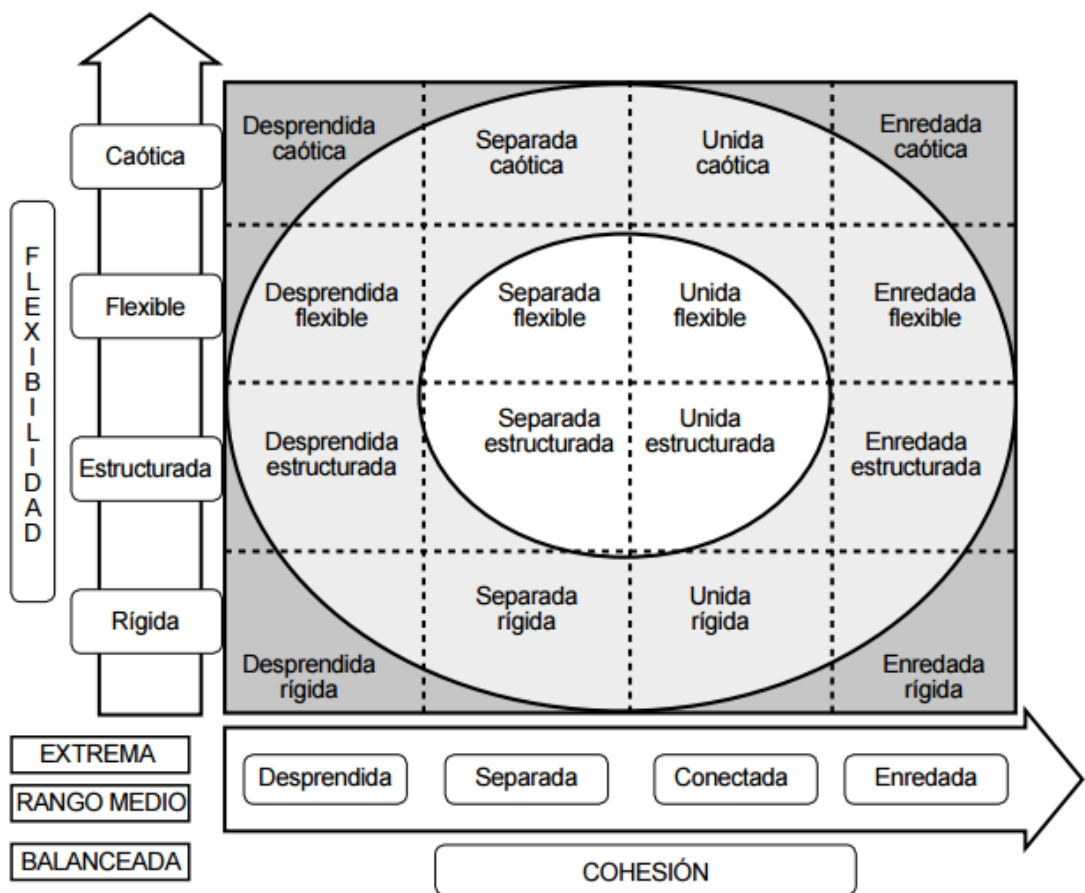 Caótica
Desprendida
caótica
Separada
caótica
Unida
caótica
Enredada
caótica
FLEXIBILIDAD
Flexible
Desprendida
flexible
Separada
flexible
Unida
flexible
Enredada
flexible
Estructurada
Desprendida
estructurada
Separada
estructurada
Unida
estructurada
Enredada
estructurada
Rígida
Separada
rígida
Unida
rígida
Desprendida
rígida
Enredada
rígida
EXTREMA
RANGO MEDIO
BALANCEADA
Desprendida
Separada
Conectada
Enredada
COHESIÓN